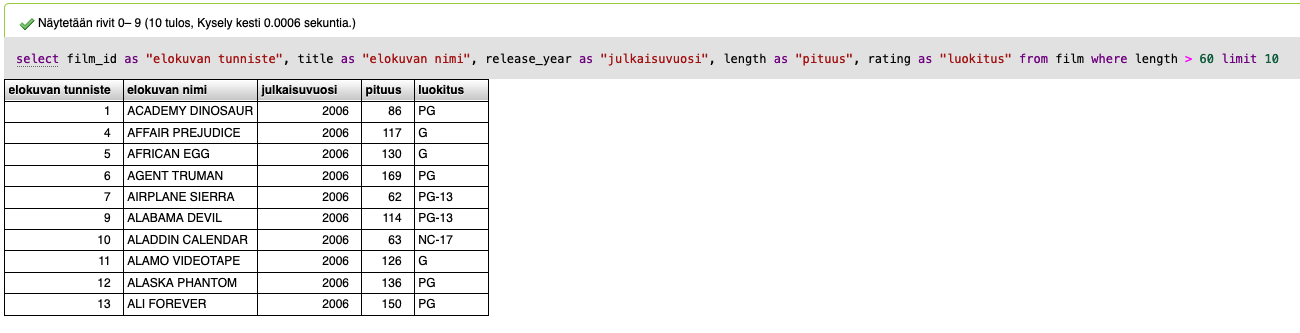 Näytetään rivit 0– 9 (10 tulos, Kysely kesti 0.0006 sekuntia.)
select film_id as "elokuvan tunniste", title as "elokuvan nimi", release_year as "julkaisuvuosi", length as "pituus", rating as "luokitus" from film where length > 60 limit 10
elokuvan tunniste elokuvan nimi julkaisuvuosi pituus luokitus
1 ACADEMY DINOSAUR 2006 86 PG
4 AFFAIR PREJUDICE 2006 117 G
5 AFRICAN EGG 2006 130 G
6 AGENT TRUMAN 2006 169 PG
7 AIRPLANE SIERRA 2006 62 PG-13
9 ALABAMA DEVIL 2006 114 PG-13
10 ALADDIN CALENDAR 2006 63 NC-17
11 ALAMO VIDEOTAPE 2006 126 G
12 ALASKA PHANTOM 2006 136 PG
13 ALI FOREVER 2006 150 PG